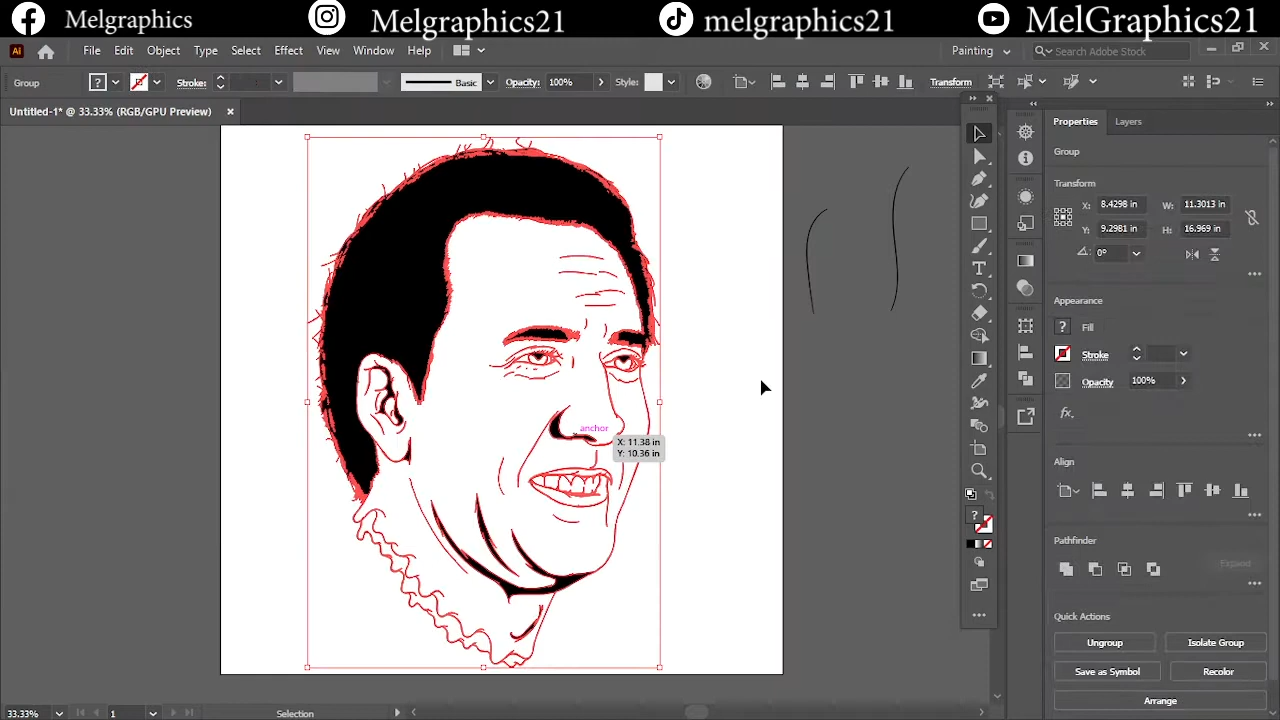 Melgraphics Melgraphics21 melgraphics21 MelGraphics21
Ai File Edit Object Type Select Effect View Window Help Painting Search Adobe Stock
Group Stroke: Basic Opacity: 100% Style: Transform
Untitled-1* @ 33.33% (RGB/GPU Preview)
Properties Layers
Group
Transform
X: 8.4298 in W: 11.3013 in
Y: 9.2981 in H: 16.969 in
0°
Appearance
? Fill
Stroke
Opacity 100%
fx.
anchor
X: 11.38 in
Y: 10.36 in
Align
Pathfinder
Expand
Quick Actions
Ungroup Isolate Group
Save as Symbol Recolor
Arrange
33.33% 1 Selection